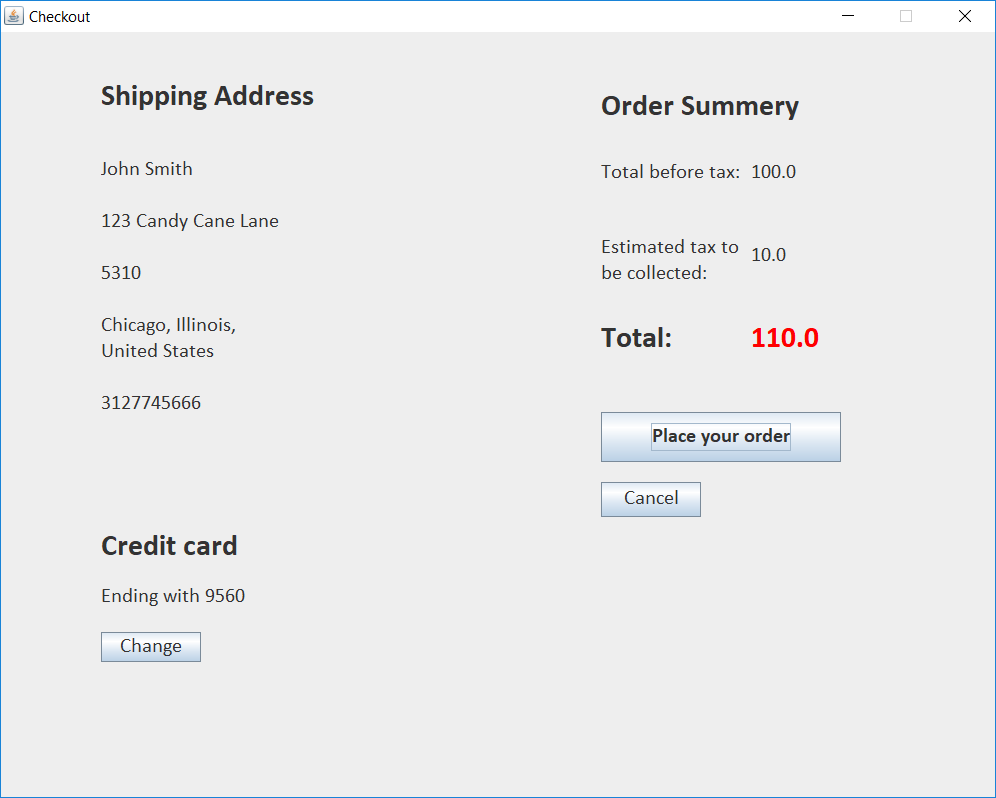 Checkout
Shipping Address
John Smith
123 Candy Cane Lane
5310
Chicago, Illinois,
United States
3127745666
Credit card
Ending with 9560
Change
Order Summery
Total before tax: 100.0
Estimated tax to
be collected: 10.0
Total: 110.0
Place your order
Cancel